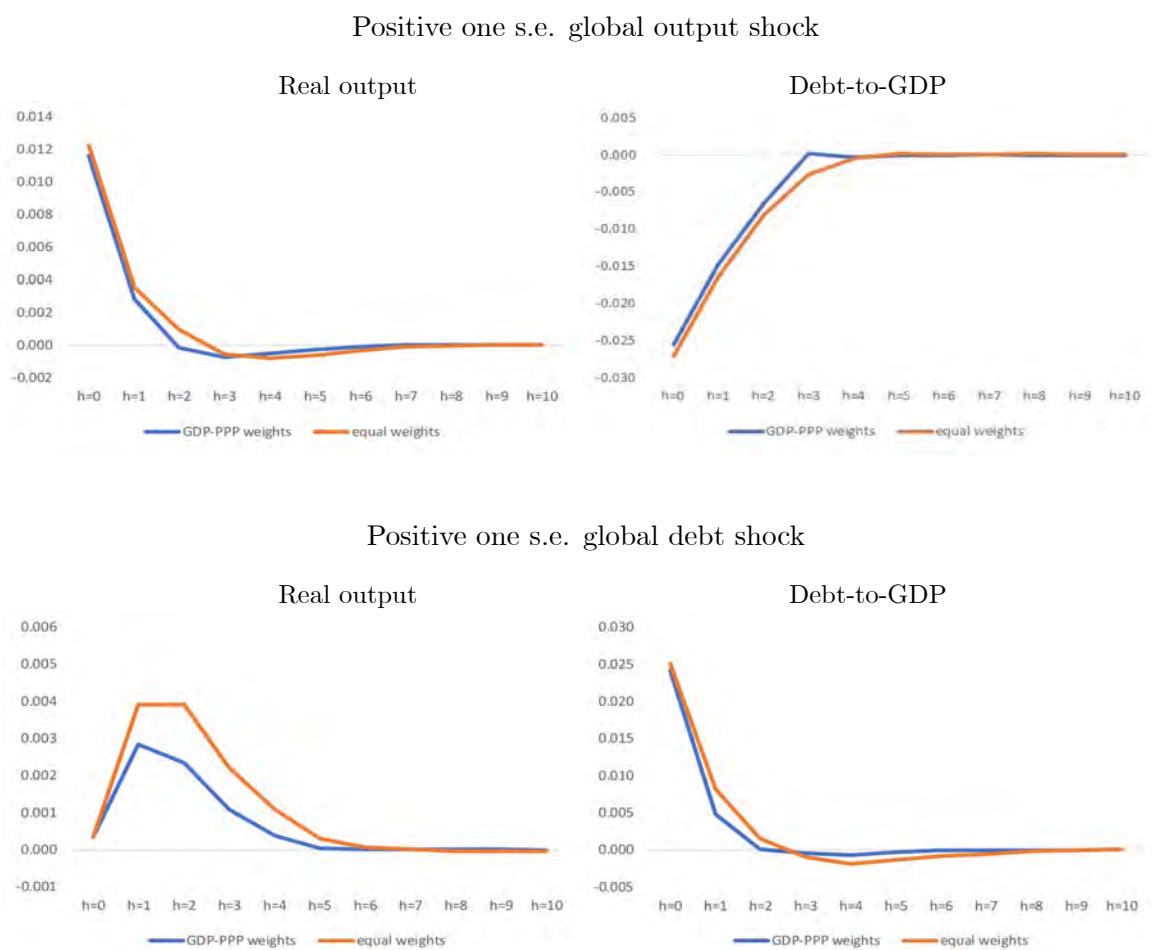 Positive one s.e. global output shock
Real output
0.014
0.012
0.010
0.008
0.006
0.004
0.002
0.000
-0.002
h=0 h=1 h=2 h=3 h=4 h=5 h=6 h=7 h=8 h=9 h=10
GDP-PPP weights equal weights
Debt-to-GDP
0.005
0.000
-0.005
-0.010
-0.015
-0.020
-0.025
-0.030
h=0 h=1 h=2 h=3 h=4 h=5 h=6 h=7 h=8 h=9 h=10
GDP-PPP weights equal weights
Positive one s.e. global debt shock
Real output
0.006
0.005
0.004
0.003
0.002
0.001
0.000
-0.001
h=0 h=1 h=2 h=3 h=4 h=5 h=6 h=7 h=8 h=9 h=10
GDP-PPP weights equal weights
Debt-to-GDP
0.030
0.025
0.020
0.015
0.010
0.005
0.000
-0.005
h=0 h=1 h=2 h=3 h=4 h=5 h=6 h=7 h=8 h=9 h=10
GDP-PPP weights equal weights